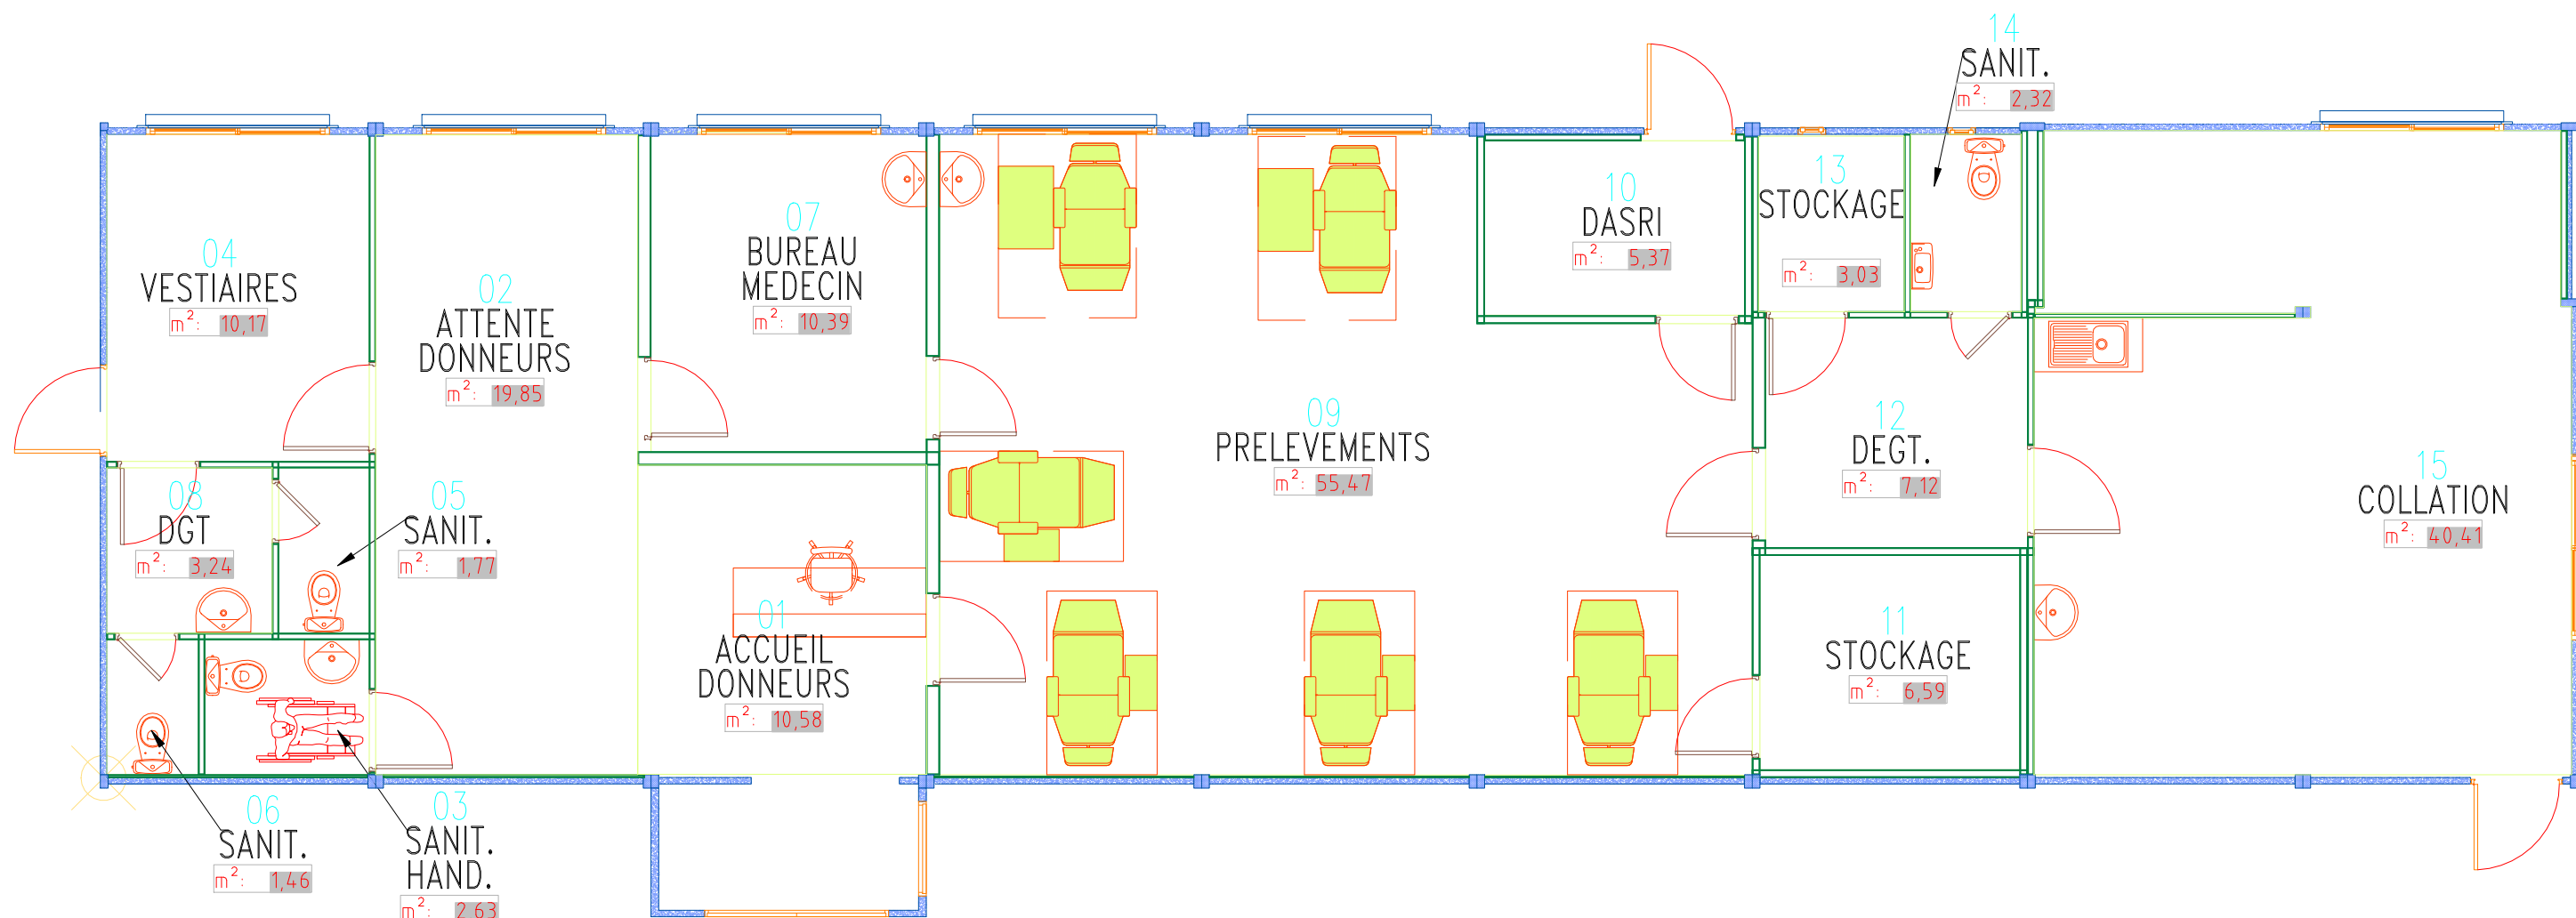 14
SANIT.
m²: 2,32
04
VESTIAIRES
m²: 10,17
02
ATTENTE
DONNEURS
m²: 19,85
07
BUREAU
MEDECIN
m²: 10,39
10
DASRI
m²: 5,37
13
STOCKAGE
m²: 3,03
09
PRELEVEMENTS
m²: 55,47
12
DEGT.
m²: 7,12
15
COLLATION
m²: 40,41
08
DGT
m²: 3,24
05
SANIT.
m²: 1,77
01
ACCUEIL
DONNEURS
m²: 10,58
11
STOCKAGE
m²: 6,59
06
SANIT.
m²: 1,46
03
SANIT.
HAND.
m²: 2,63